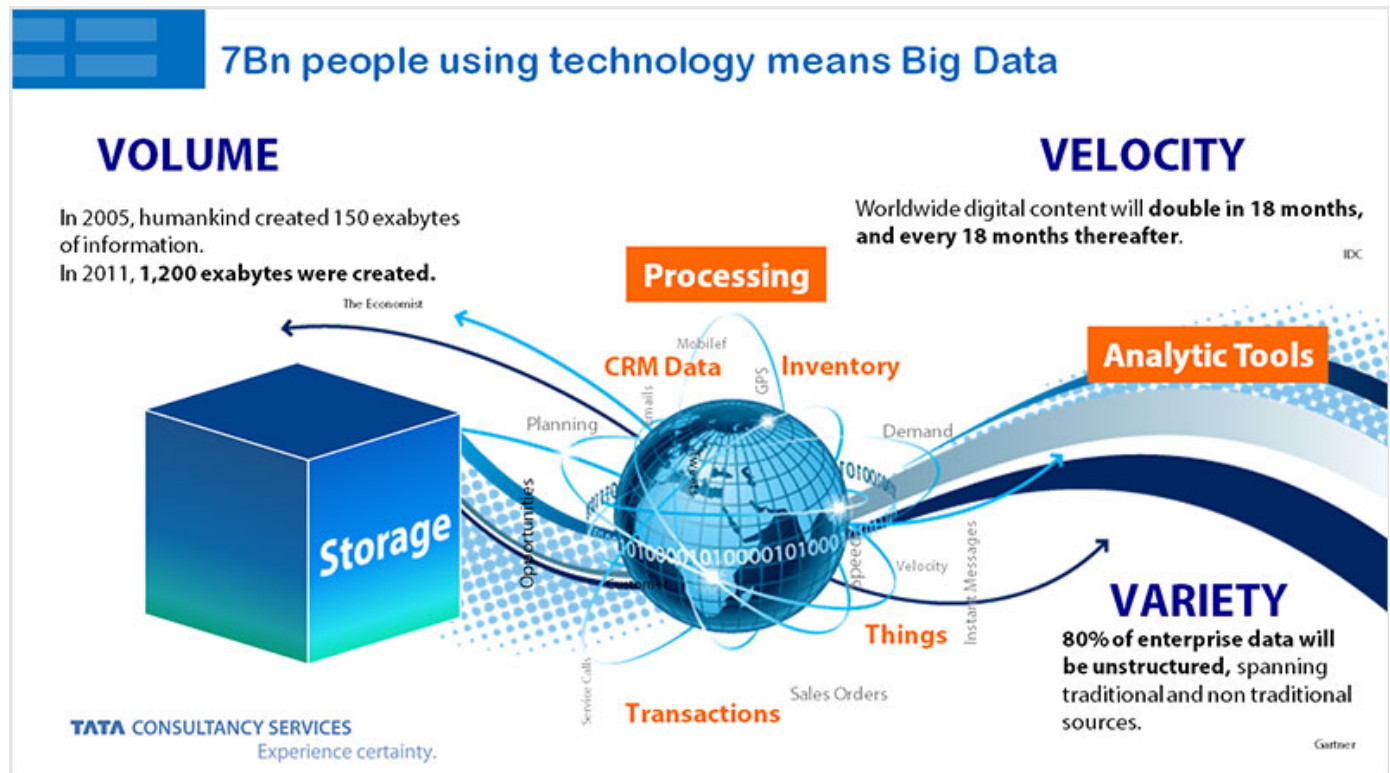 7Bn people using technology means Big Data
VOLUME
In 2005, humankind created 150 exabytes
of information.
In 2011, 1,200 exabytes were created.
The Economist
VELOCITY
Worldwide digital content will double in 18 months,
and every 18 months thereafter.
IDC
Processing
Analytic Tools
Mobilef
CRM Data
Inventory
GPS
Planning
Demand
Opportunities
Storage
01000010100001010001
Customer
Velocity
Instant Messages
Things
Service Calls
Sales Orders
Transactions
VARIETY
80% of enterprise data will
be unstructured, spanning
traditional and non traditional
sources.
Gartner
TATA CONSULTANCY SERVICES
Experience certainty.